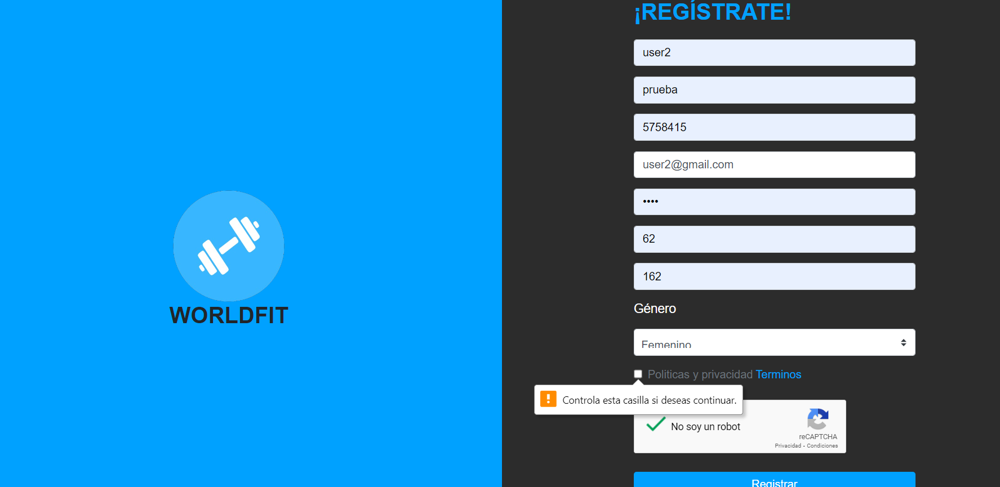 WORLDFIT
¡REGÍSTRATE!
user2
prueba
5758415
user2@gmail.com
••••
62
162
Género
Femenino
Politicas y privacidad Terminos
Controla esta casilla si deseas continuar.
No soy un robot
reCAPTCHA
Privacidad - Condiciones
Registrar